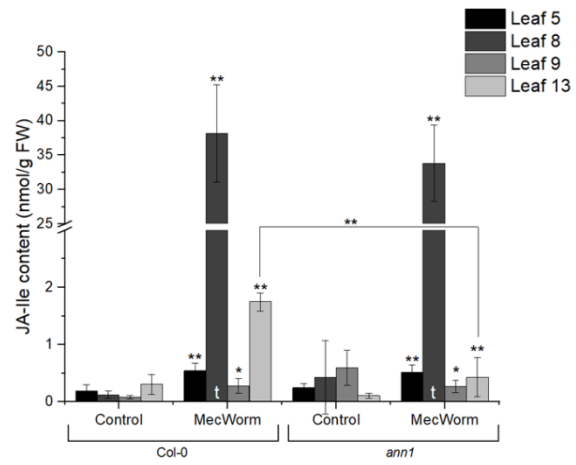 Leaf 5
Leaf 8
Leaf 9
Leaf 13
JA-Ile content (nmol/g FW)
50
45
40
35
30
25
2
1
0
**
**
**
**
**
*
t
**
*
**
t
Control
MecWorm
Control
MecWorm
Col-0
ann1